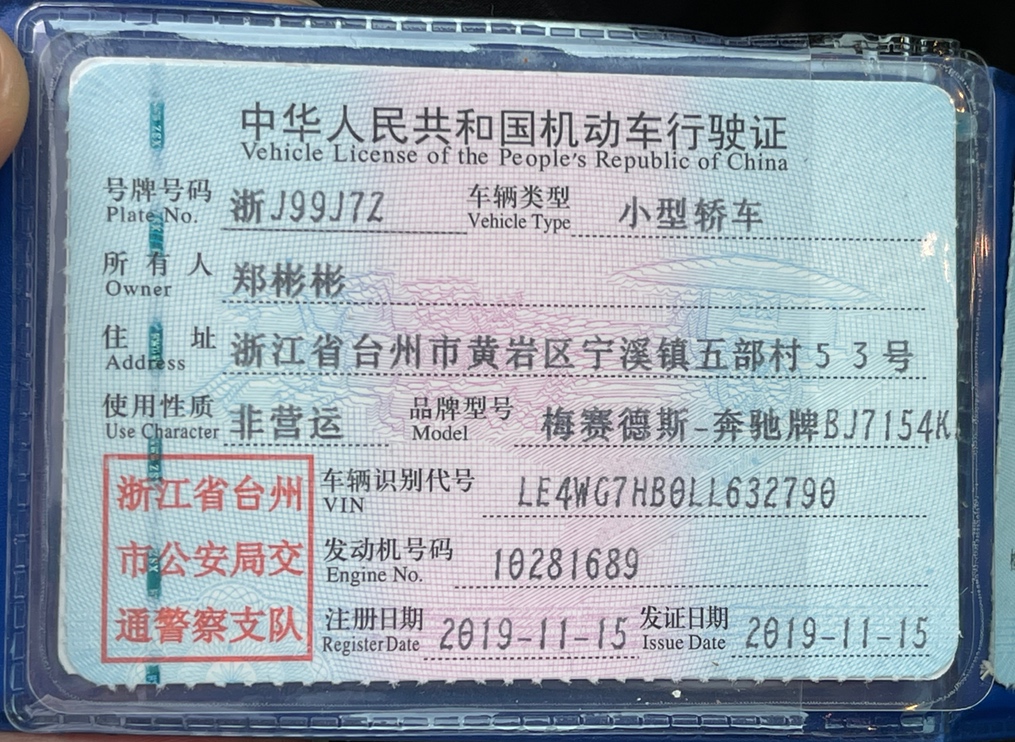 中华人民共和国机动车行驶证
Vehicle License of the People's Republic of China
号牌号码 浙J99J7Z 车辆类型 小型轿车
Plate No. Vehicle Type
所有人 郑彬彬
Owner
住址 浙江省台州市黄岩区宁溪镇五部村53号
Address
使用性质 非营运 品牌型号 梅赛德斯-奔驰牌BJ7154K
Use Character Model
浙江省台州 车辆识别代号 LE4WG7HB0LL632790
VIN
市公安局交 发动机号码 10281689
Engine No.
通警察支队 注册日期 2019-11-15 发证日期 2019-11-15
Register Date Issue Date